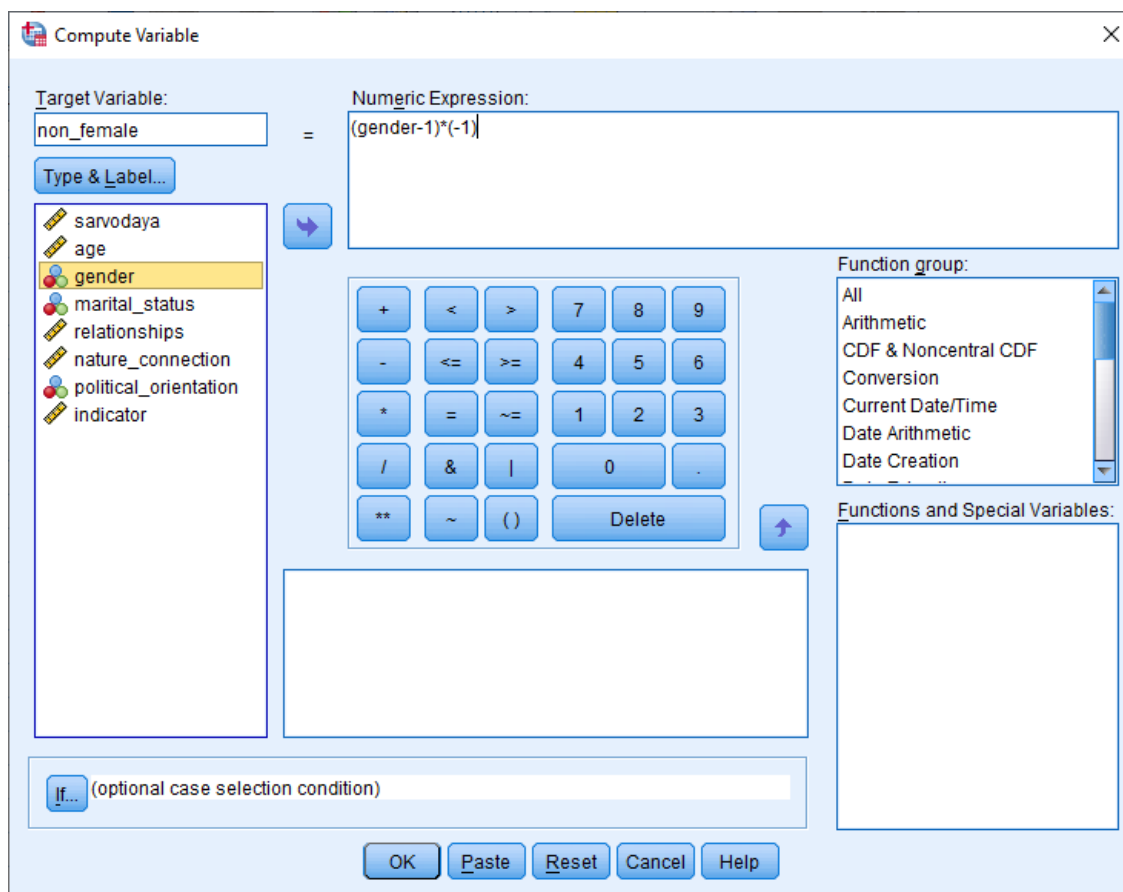 Compute Variable
Target Variable:
non_female
=
Numeric Expression:
(gender-1)*(-1)
Type & Label...
sarvodaya
age
gender
marital_status
relationships
nature_connection
political_orientation
indicator
+ < > 7 8 9
- <= >= 4 5 6
* = ~= 1 2 3
/ & | 0 .
** ~ ( ) Delete
Function group:
All
Arithmetic
CDF & Noncentral CDF
Conversion
Current Date/Time
Date Arithmetic
Date Creation
Functions and Special Variables:
If... (optional case selection condition)
OK Paste Reset Cancel Help